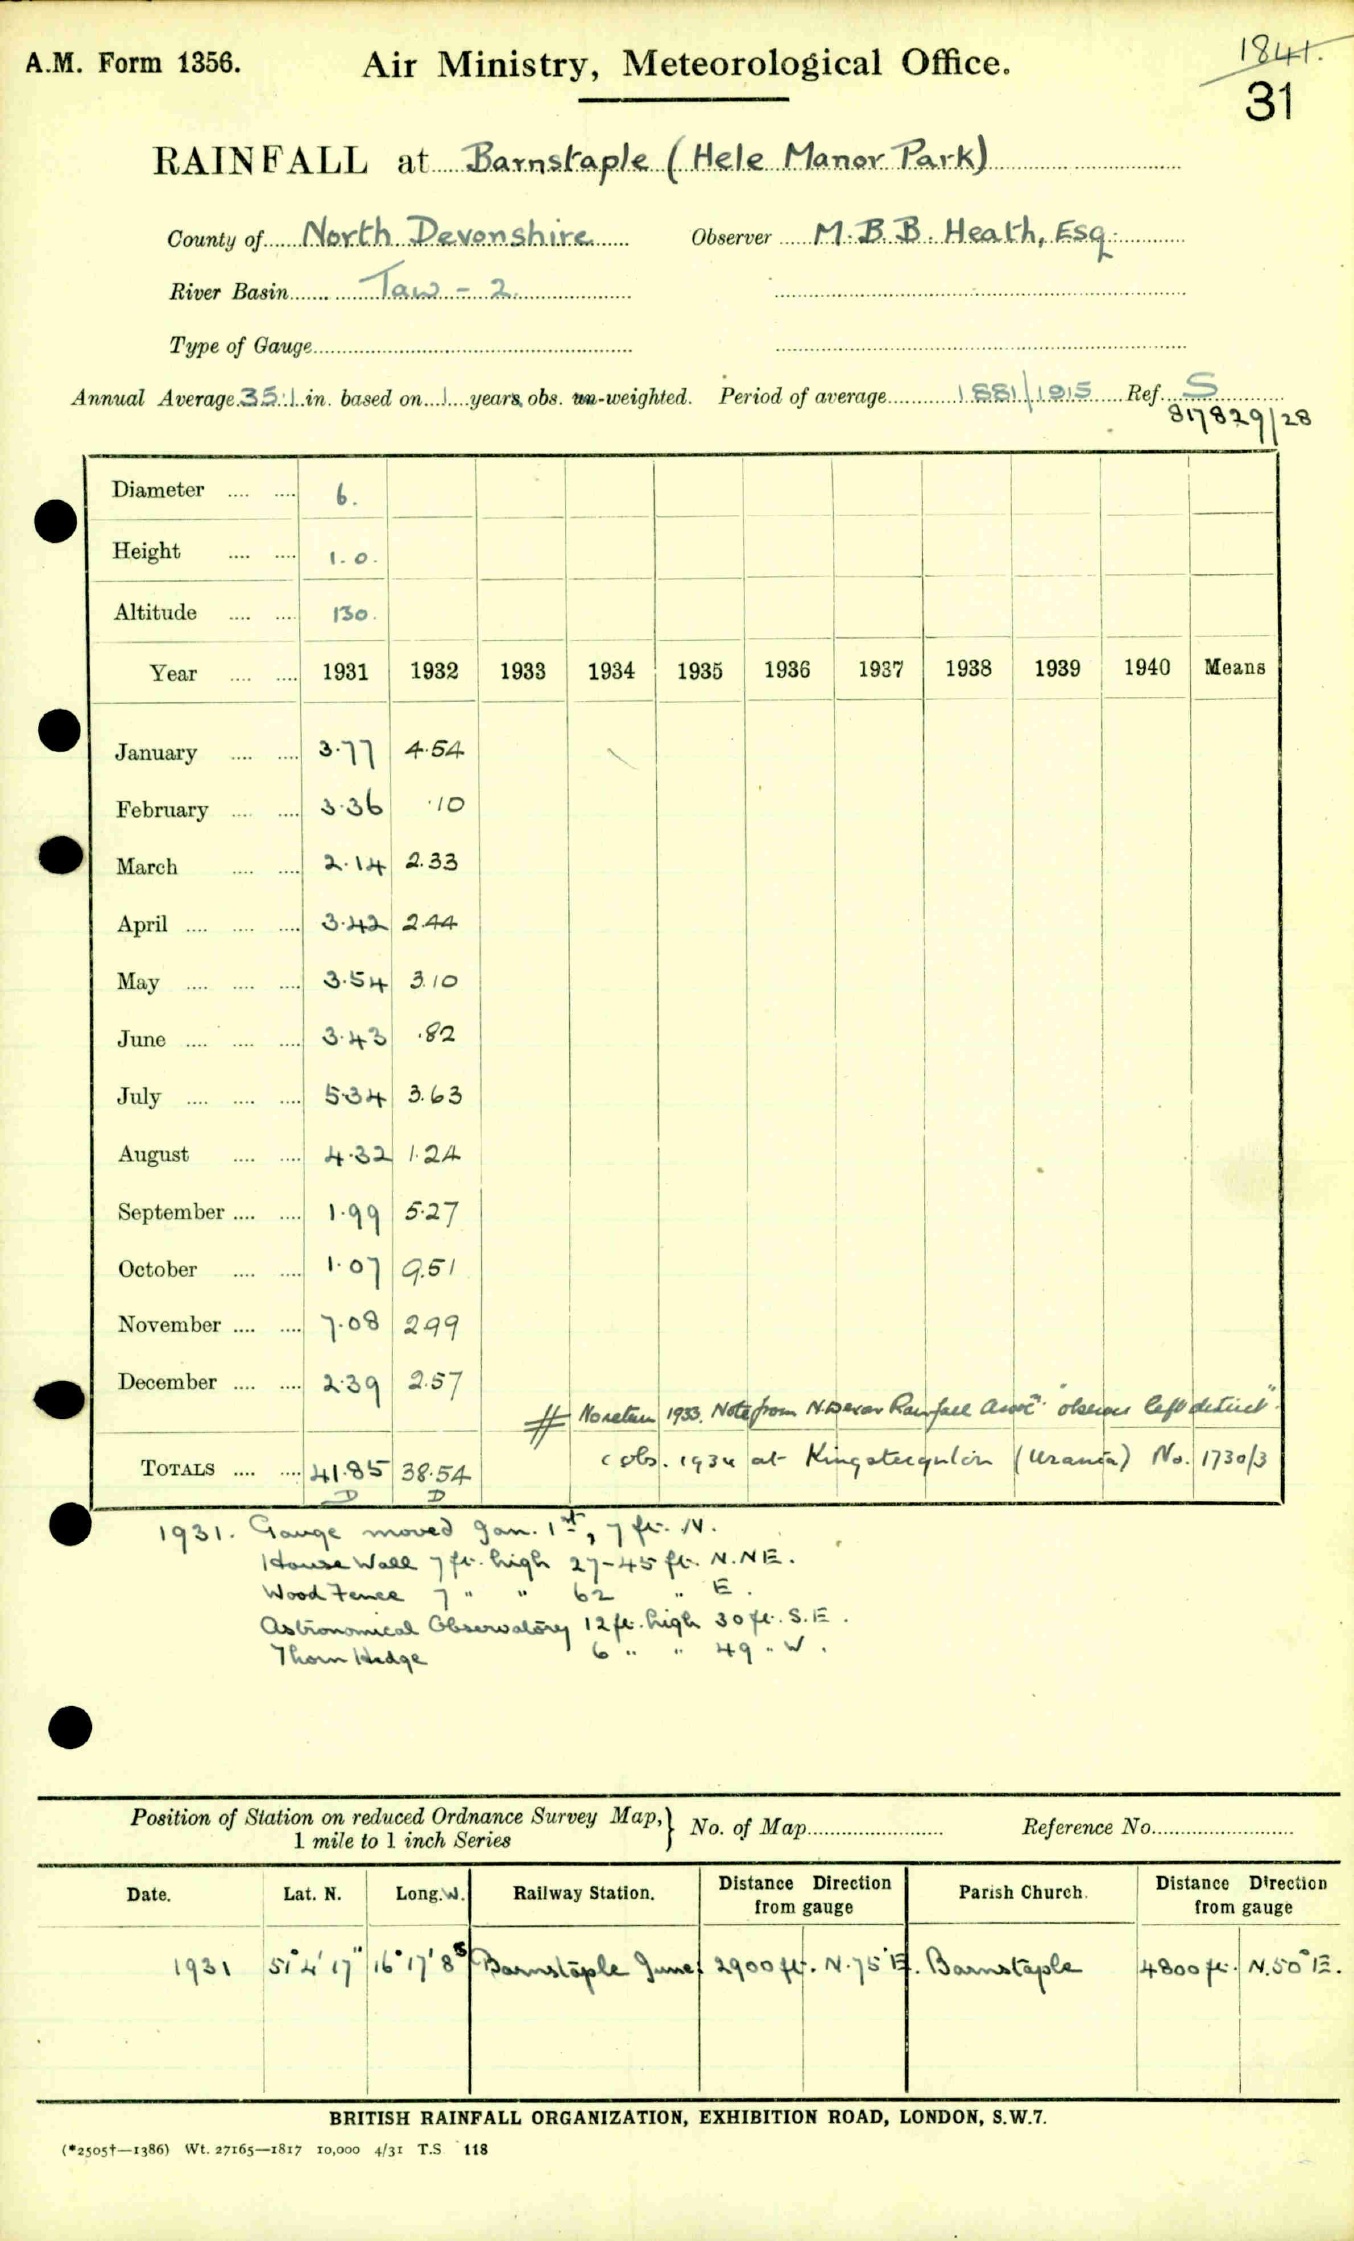 A.M. Form 1356. Air Ministry, Meteorological Office. 1841.
31
RAINFALL at Barnstaple (Hele Manor Park)
County of North Devonshire Observer M.B.B. Heath, Esq.
River Basin Taw - 2.
Type of Gauge
Annual Average 35.1 in. based on 1 years obs. un-weighted. Period of average 1881/1915 Ref. S
817829/28
Diameter 6.
Height 1.0.
Altitude 130.
Year 1931 1932 1933 1934 1935 1936 1937 1938 1939 1940 Means
January 3.77 4.54
February 3.36 .10
March 2.14 2.33
April 3.42 2.44
May 3.54 3.10
June 3.43 .82
July 5.34 3.63
August 4.32 1.24
September 1.99 5.27
October 1.07 9.51
November 7.08 2.99
December 2.39 2.57
# No return 1933. Note from N. Devon Rainfall Assoc "observer left district"
TOTALS 41.85 38.54 obs. 1934 at Kingsteignton (Urania) No. 1730/3
D D
1931. Gauge moved Jan. 1st, 7 ft. N.
House Wall 7 ft. high 27-45 ft. N.NE.
Wood Fence 7 " " 62 " E.
Astronomical Observatory 12 ft. high 30 ft. S.E.
Thorn Hedge 6 " " 49 " W.
Position of Station on reduced Ordnance Survey Map, } No. of Map Reference No.
1 mile to 1 inch Series
Date. Lat. N. Long. W. Railway Station. Distance Direction from gauge Parish Church. Distance Direction from gauge
1931 51° 4' 17" 16° 17' 8s Barnstaple Junc. 2900 ft. N. 75° E. Barnstaple 4800 ft. N. 50° E.
BRITISH RAINFALL ORGANIZATION, EXHIBITION ROAD, LONDON, S.W.7.
(*2505†—1386) Wt. 27165—1817 10,000 4/31 T.S 118